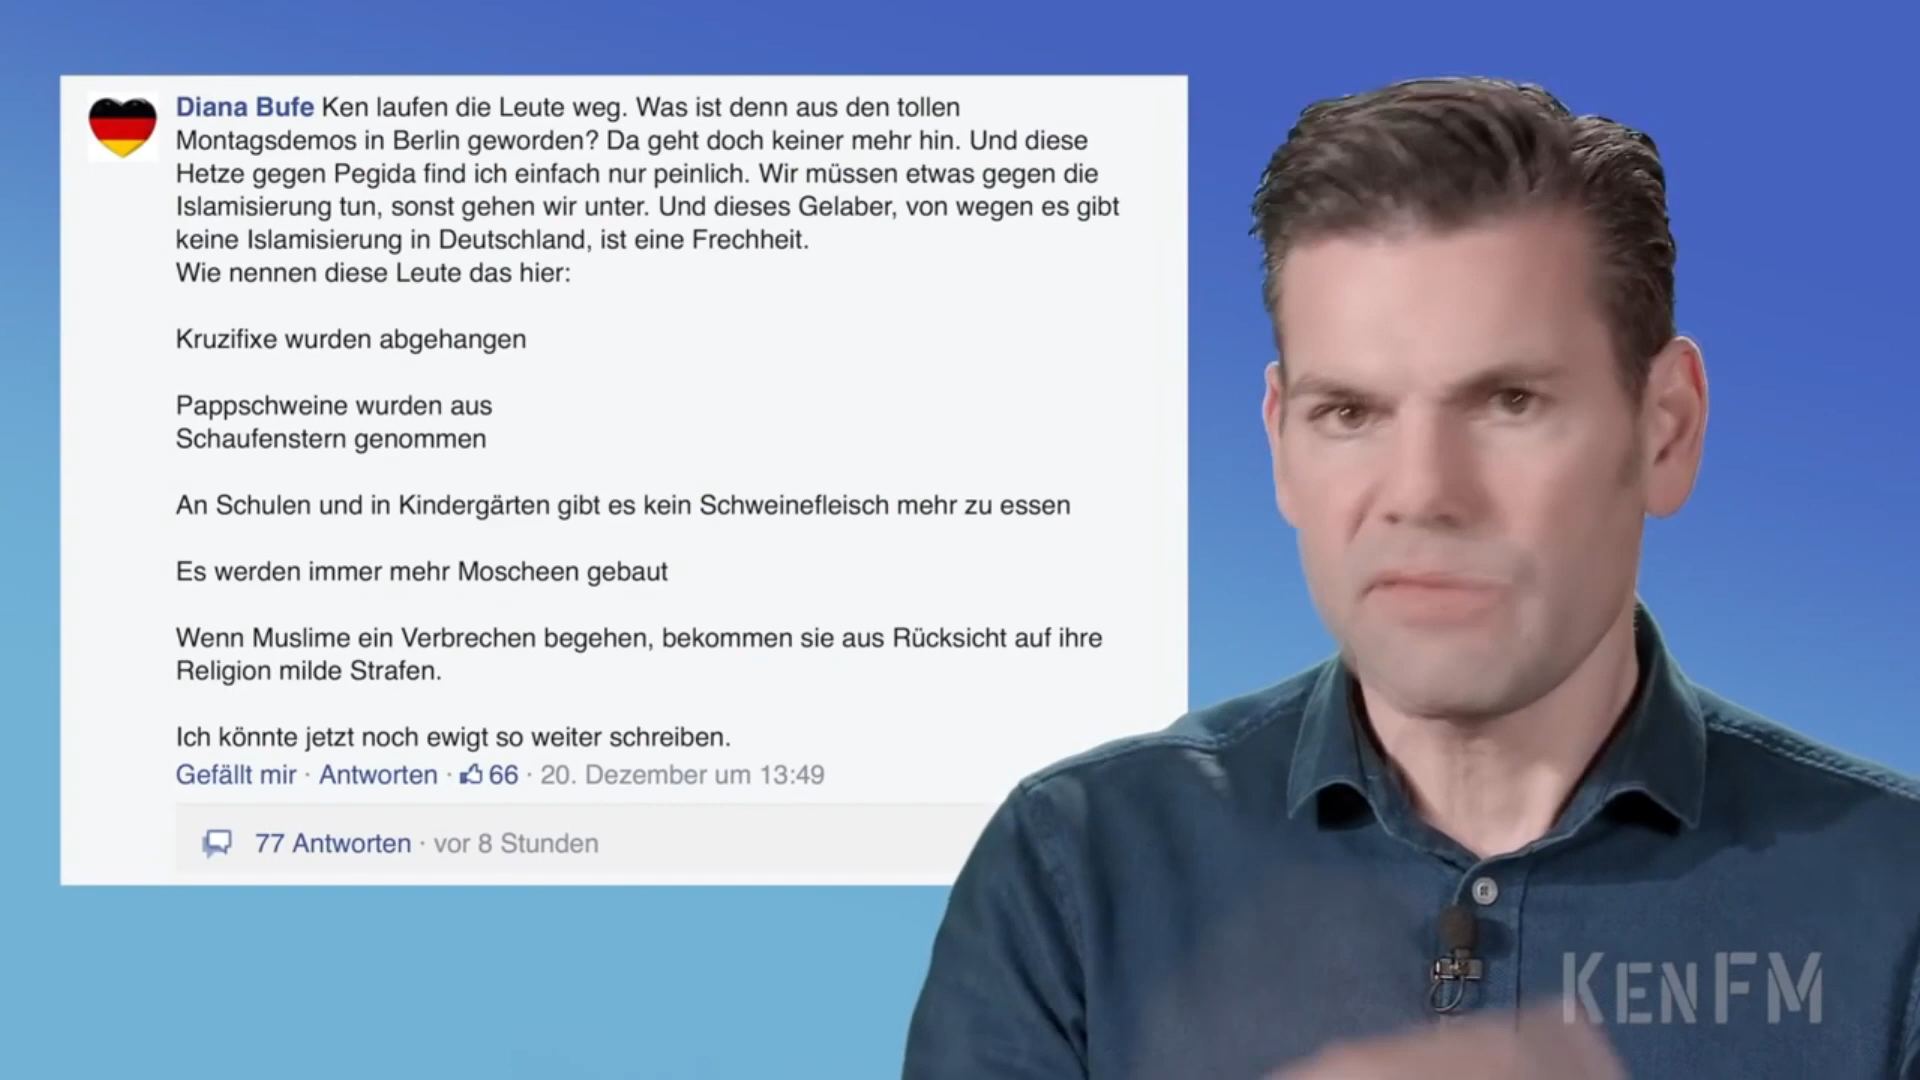 Diana Bufe Ken laufen die Leute weg. Was ist denn aus den tollen
Montagsdemos in Berlin geworden? Da geht doch keiner mehr hin. Und diese
Hetze gegen Pegida find ich einfach nur peinlich. Wir müssen etwas gegen die
Islamisierung tun, sonst gehen wir unter. Und dieses Gelaber, von wegen es gibt
keine Islamisierung in Deutschland, ist eine Frechheit.
Wie nennen diese Leute das hier:
Kruzifixe wurden abgehangen
Pappschweine wurden aus
Schaufenstern genommen
An Schulen und in Kindergärten gibt es kein Schweinefleisch mehr zu essen
Es werden immer mehr Moscheen gebaut
Wenn Muslime ein Verbrechen begehen, bekommen sie aus Rücksicht auf ihre
Religion milde Strafen.
Ich könnte jetzt noch ewigt so weiter schreiben.
Gefällt mir · Antworten · 66 · 20. Dezember um 13:49
77 Antworten · vor 8 Stunden
KENFM